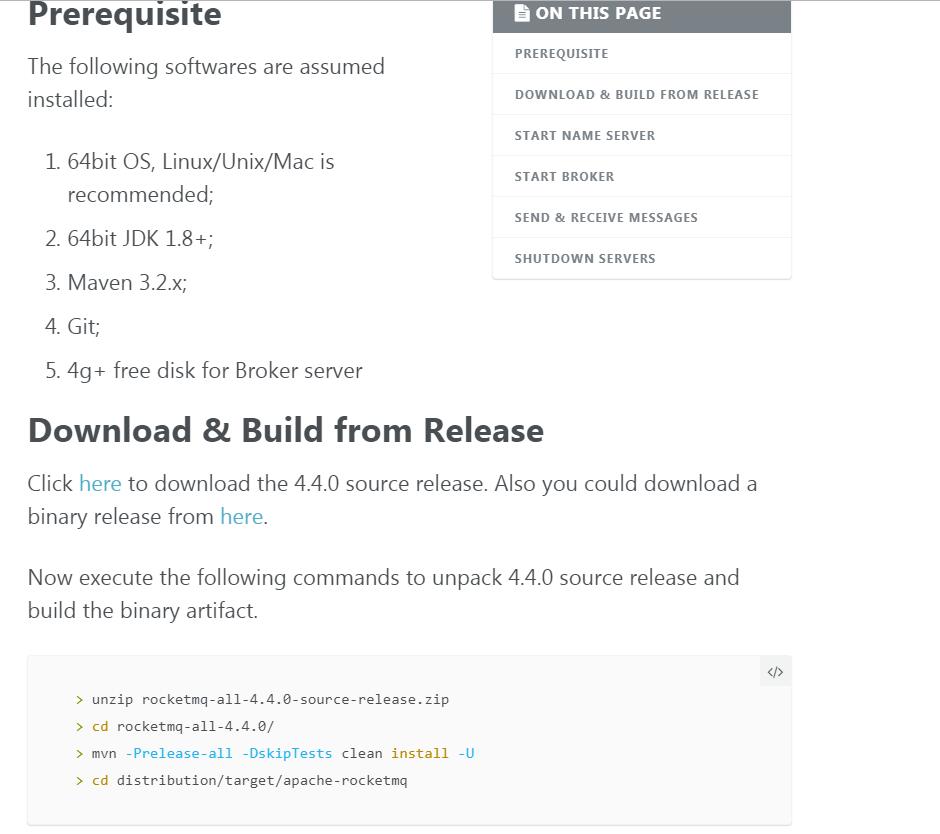 Prerequisite
The following softwares are assumed
installed:
1. 64bit OS, Linux/Unix/Mac is
recommended;
2. 64bit JDK 1.8+;
3. Maven 3.2.x;
4. Git;
5. 4g+ free disk for Broker server
ON THIS PAGE
PREREQUISITE
DOWNLOAD & BUILD FROM RELEASE
START NAME SERVER
START BROKER
SEND & RECEIVE MESSAGES
SHUTDOWN SERVERS
Download & Build from Release
Click here to download the 4.4.0 source release. Also you could download a
binary release from here.
Now execute the following commands to unpack 4.4.0 source release and
build the binary artifact.
</>
> unzip rocketmq-all-4.4.0-source-release.zip
> cd rocketmq-all-4.4.0/
> mvn -Prelease-all -DskipTests clean install -U
> cd distribution/target/apache-rocketmq